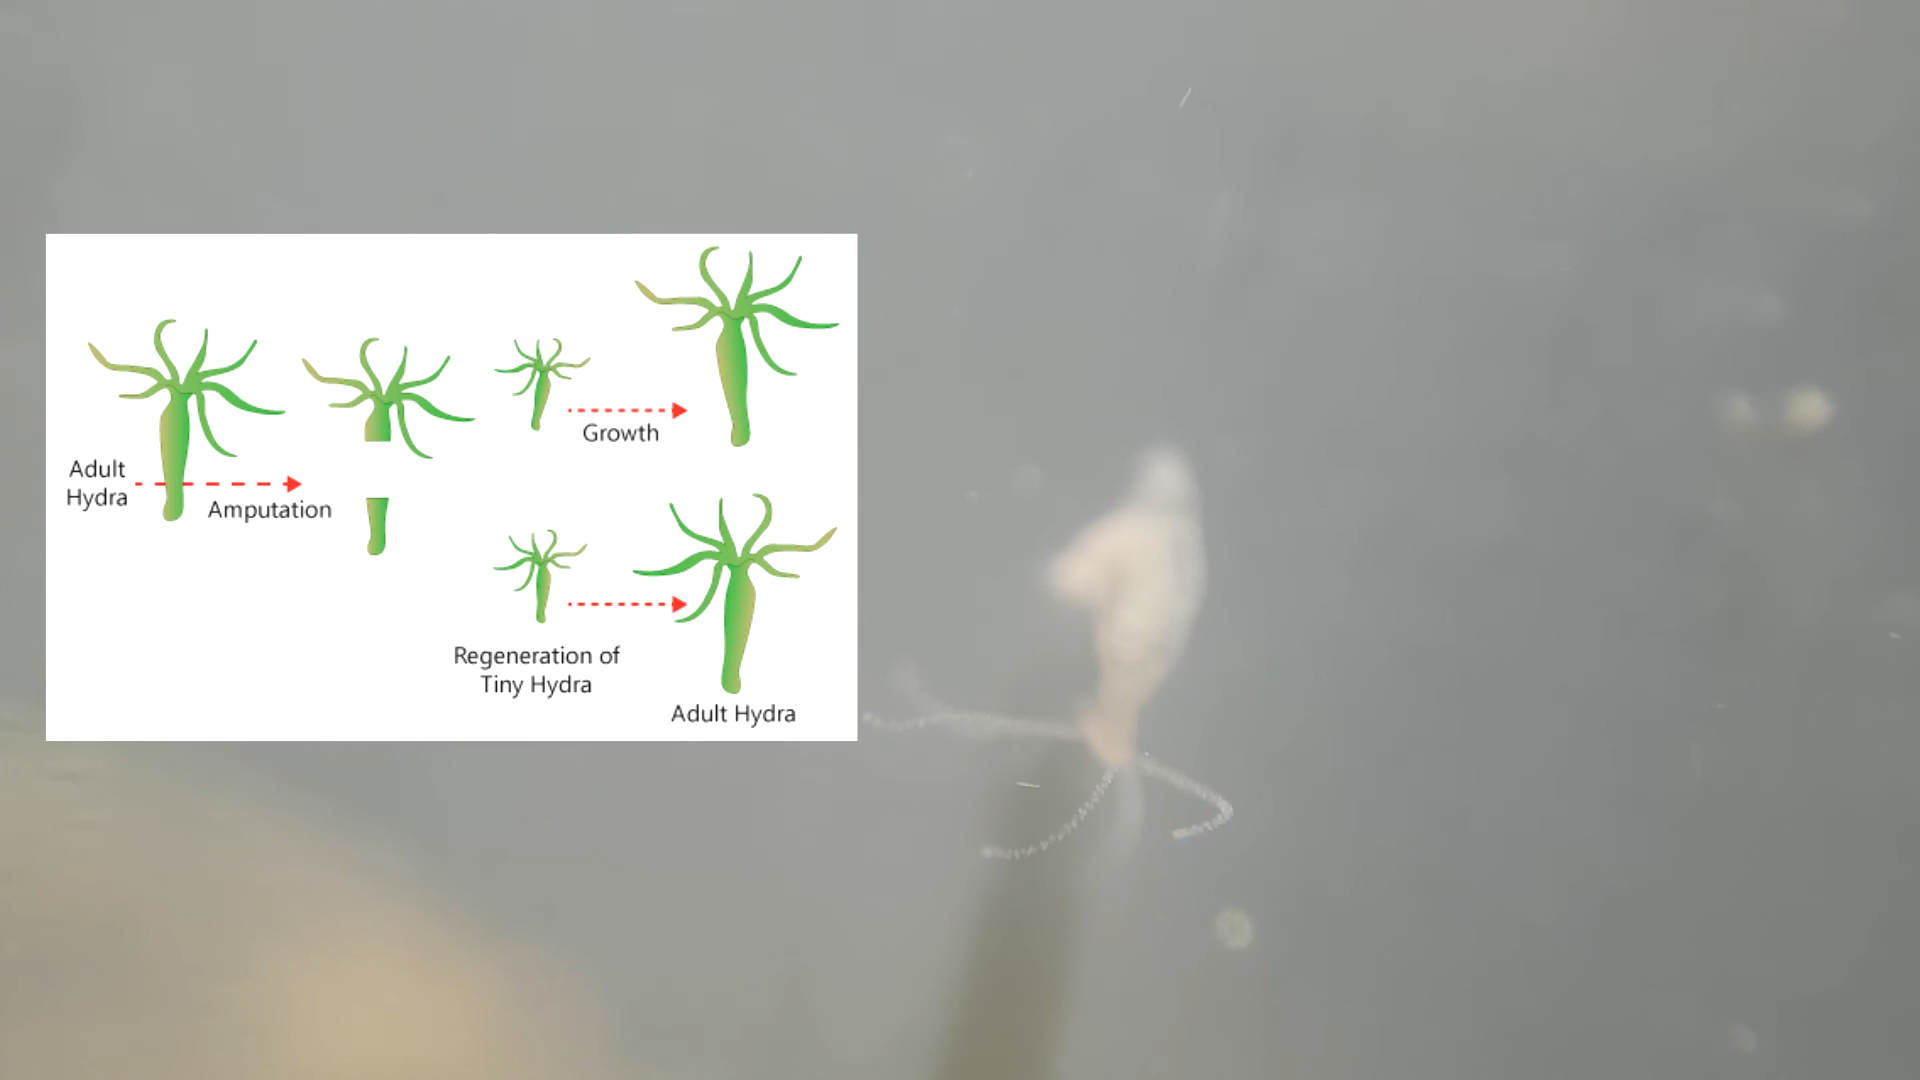 Adult
Hydra
Amputation
Growth
Regeneration of
Tiny Hydra
Adult Hydra